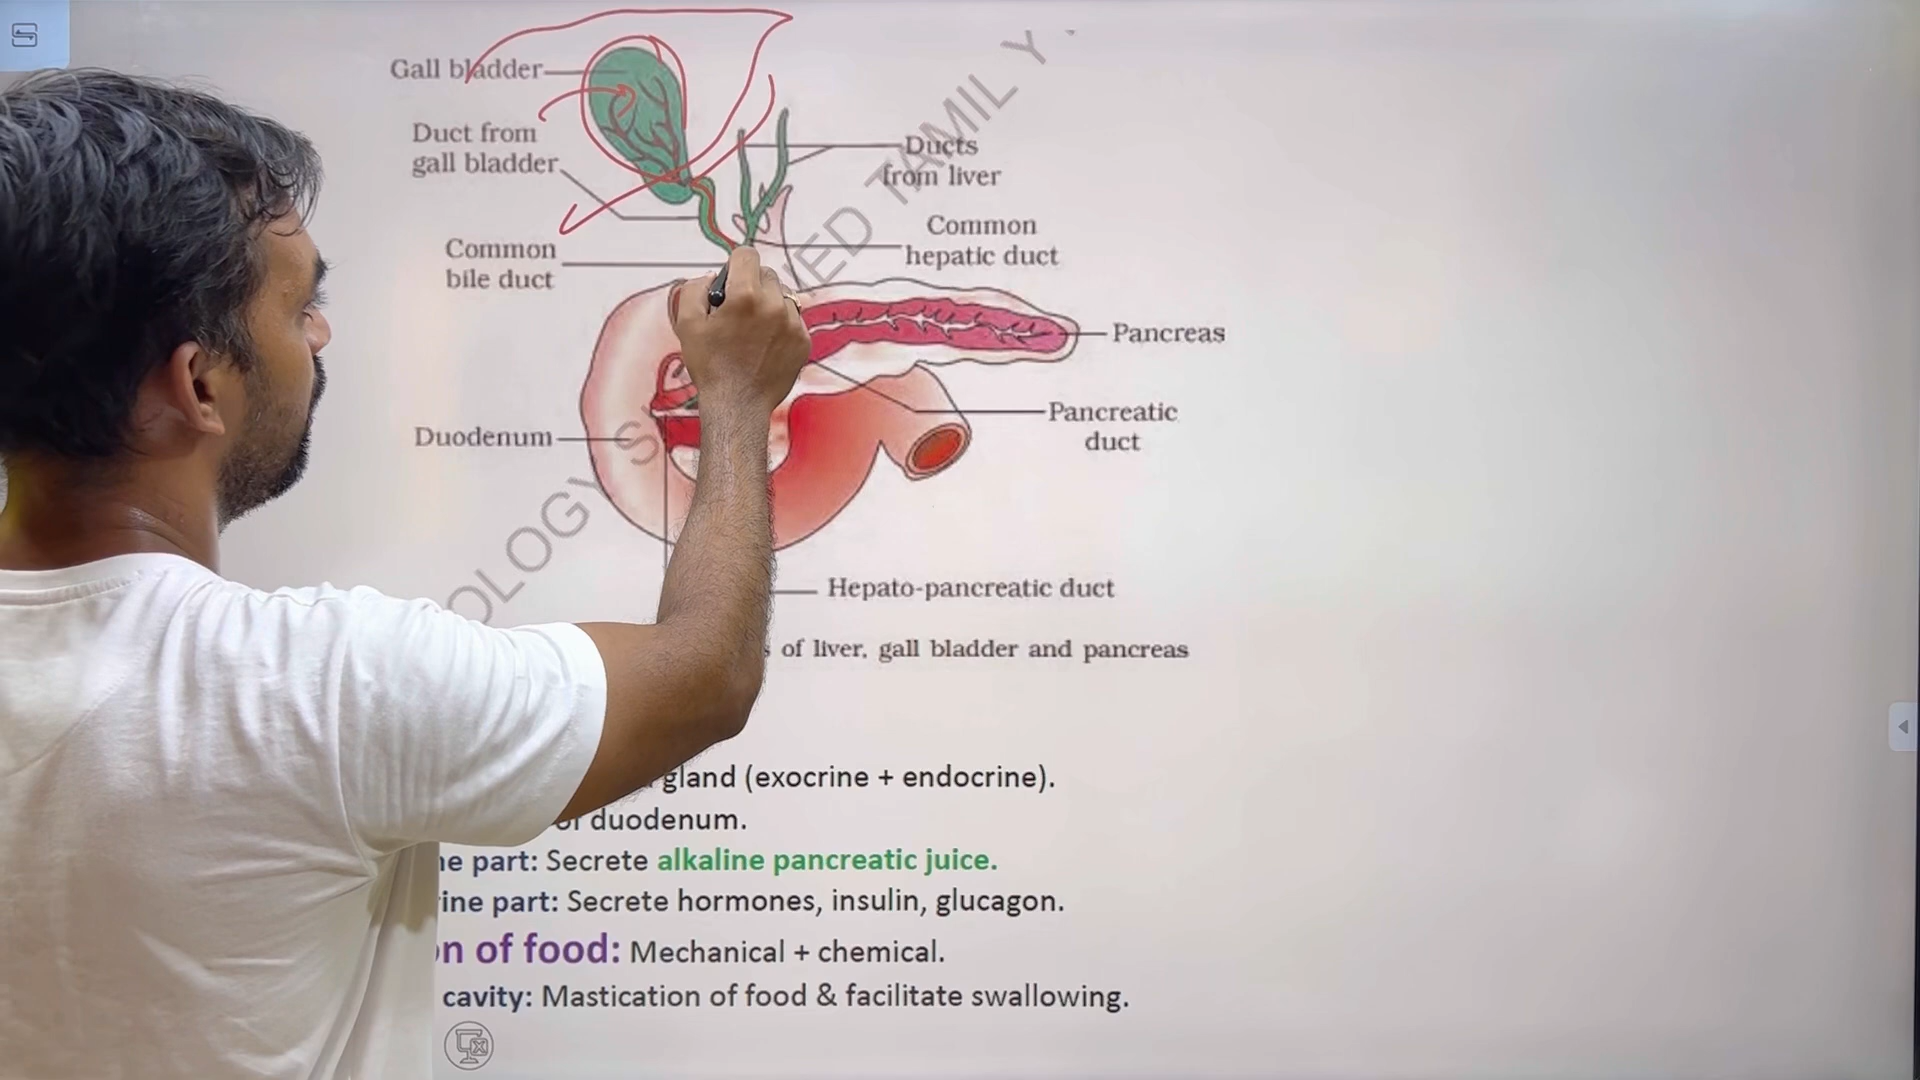 Gall bladder
Duct from
gall bladder
Common
bile duct
Duodenum
Ducts
from liver
Common
hepatic duct
Pancreas
Pancreatic
duct
Hepato-pancreatic duct
of liver, gall bladder and pancreas
gland (exocrine + endocrine).
of duodenum.
part: Secrete alkaline pancreatic juice.
part: Secrete hormones, insulin, glucagon.
of food: Mechanical + chemical.
cavity: Mastication of food & facilitate swallowing.
TAMIL